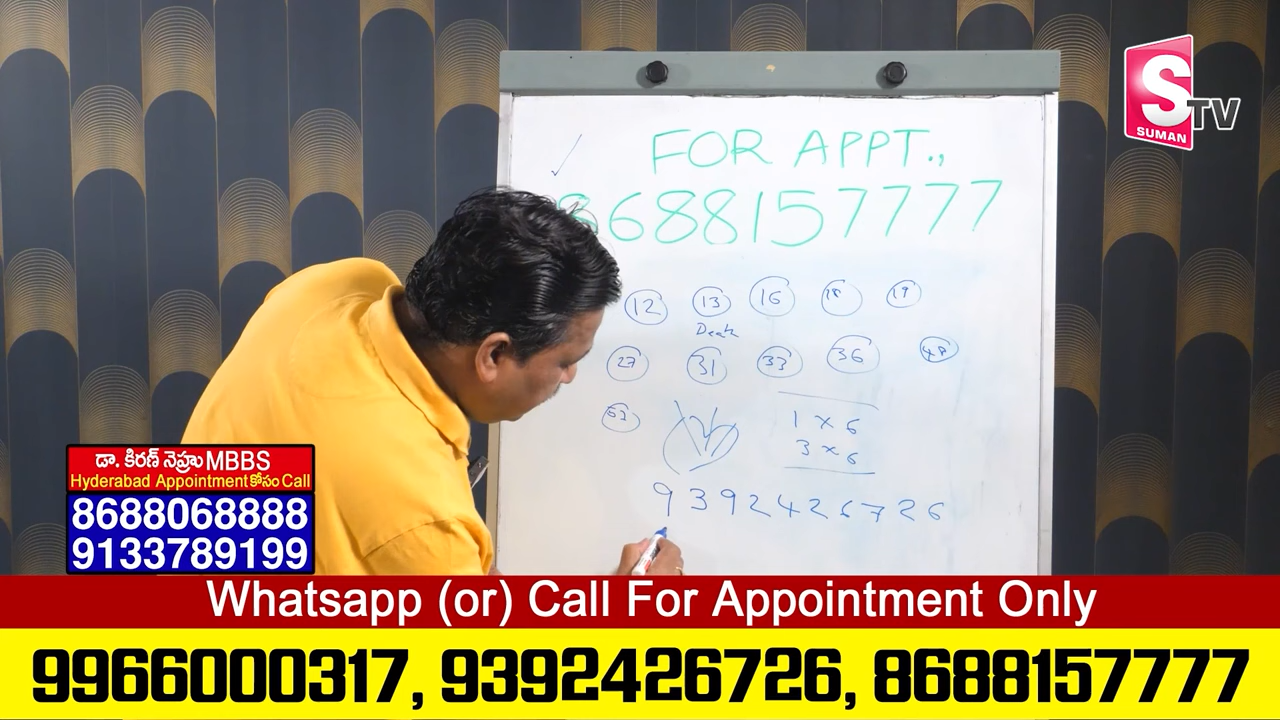 S TV
SUMAN
FOR APPT.,
8688157777
12 13 16 18 19
Death
27 31 33 36 48
1 x 6
3 x 6
9392426726
డా. కిరణ్ నెహ్రు MBBS
Hyderabad Appointment కోసం Call
8688068888
9133789199
Whatsapp (or) Call For Appointment Only
9966000317, 9392426726, 8688157777